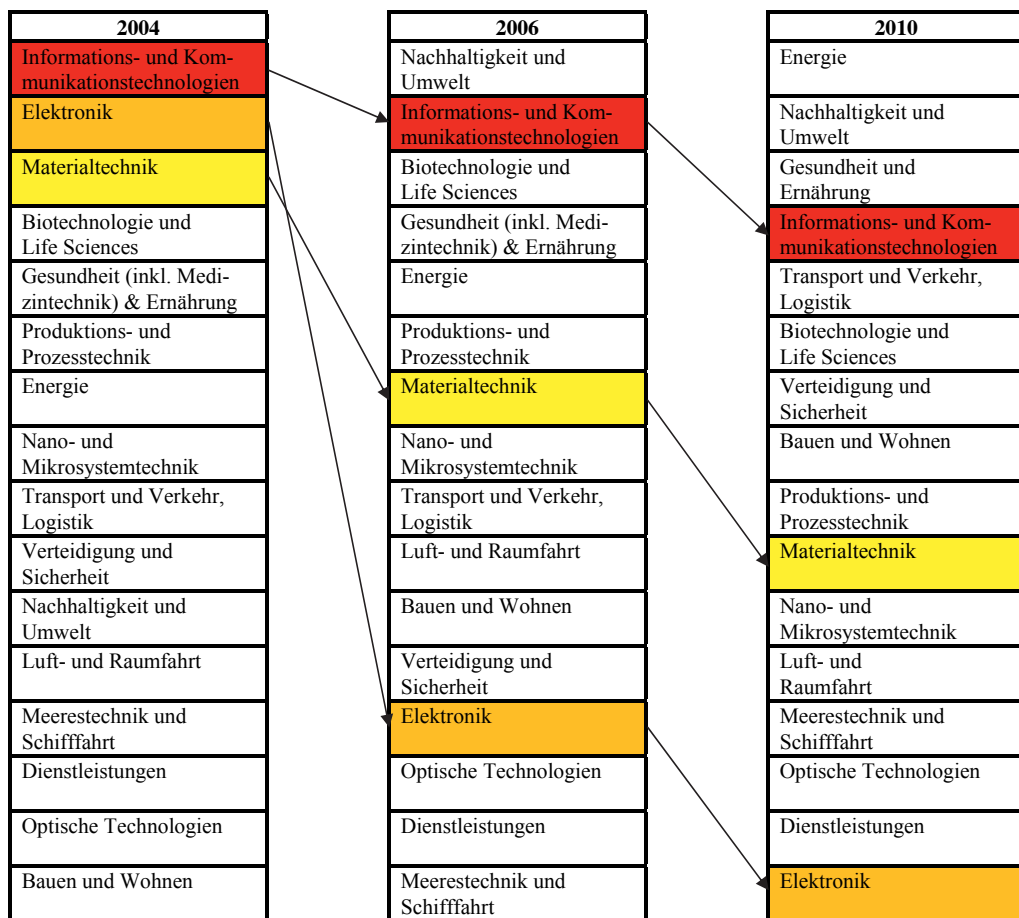 2004
Informations- und Kom-
munikationstechnologien
Elektronik
Materialtechnik
Biotechnologie und
Life Sciences
Gesundheit (inkl. Medi-
zintechnik) & Ernährung
Produktions- und
Prozesstechnik
Energie
Nano- und
Mikrosystemtechnik
Transport und Verkehr,
Logistik
Verteidigung und
Sicherheit
Nachhaltigkeit und
Umwelt
Luft- und Raumfahrt
Meerestechnik und
Schifffahrt
Dienstleistungen
Optische Technologien
Bauen und Wohnen
2006
Nachhaltigkeit und
Umwelt
Informations- und Kom-
munikationstechnologien
Biotechnologie und
Life Sciences
Gesundheit (inkl. Medi-
zintechnik) & Ernährung
Energie
Produktions- und
Prozesstechnik
Materialtechnik
Nano- und
Mikrosystemtechnik
Transport und Verkehr,
Logistik
Luft- und Raumfahrt
Bauen und Wohnen
Verteidigung und
Sicherheit
Elektronik
Optische Technologien
Dienstleistungen
Meerestechnik und
Schifffahrt
2010
Energie
Nachhaltigkeit und
Umwelt
Gesundheit und
Ernährung
Informations- und Kom-
munikationstechnologien
Transport und Verkehr,
Logistik
Biotechnologie und
Life Sciences
Verteidigung und
Sicherheit
Bauen und Wohnen
Produktions- und
Prozesstechnik
Materialtechnik
Nano- und
Mikrosystemtechnik
Luft- und
Raumfahrt
Meerestechnik und
Schifffahrt
Optische Technologien
Dienstleistungen
Elektronik